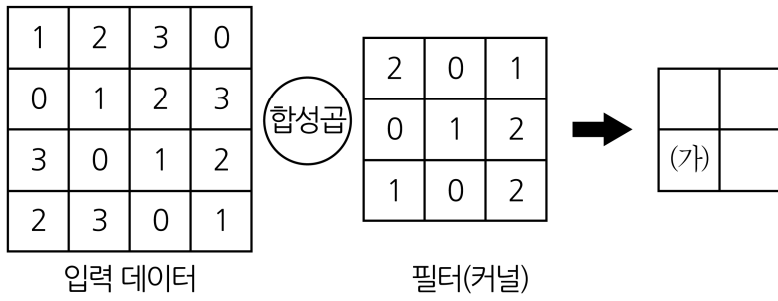 1 2 3 0
0 1 2 3
3 0 1 2
2 3 0 1
합성곱
2 0 1
0 1 2
1 0 2
(가)
입력 데이터
필터(커널)